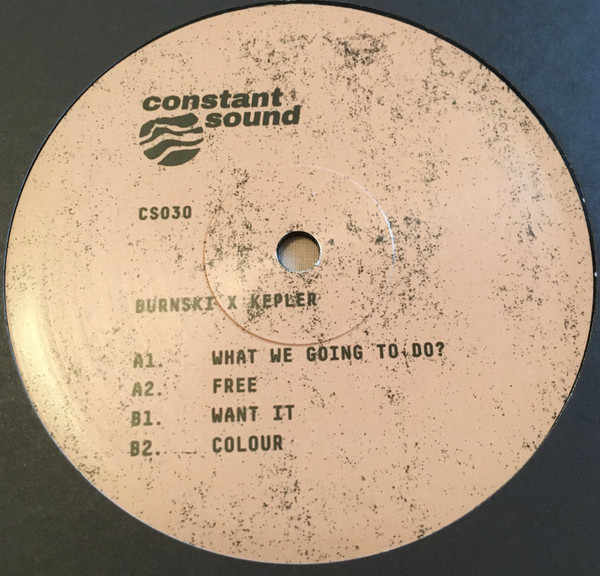 constant
sound
CS030
BURNSKI X KEPLER
A1. WHAT WE GOING TO DO?
A2. FREE
B1. WANT IT
B2. COLOUR